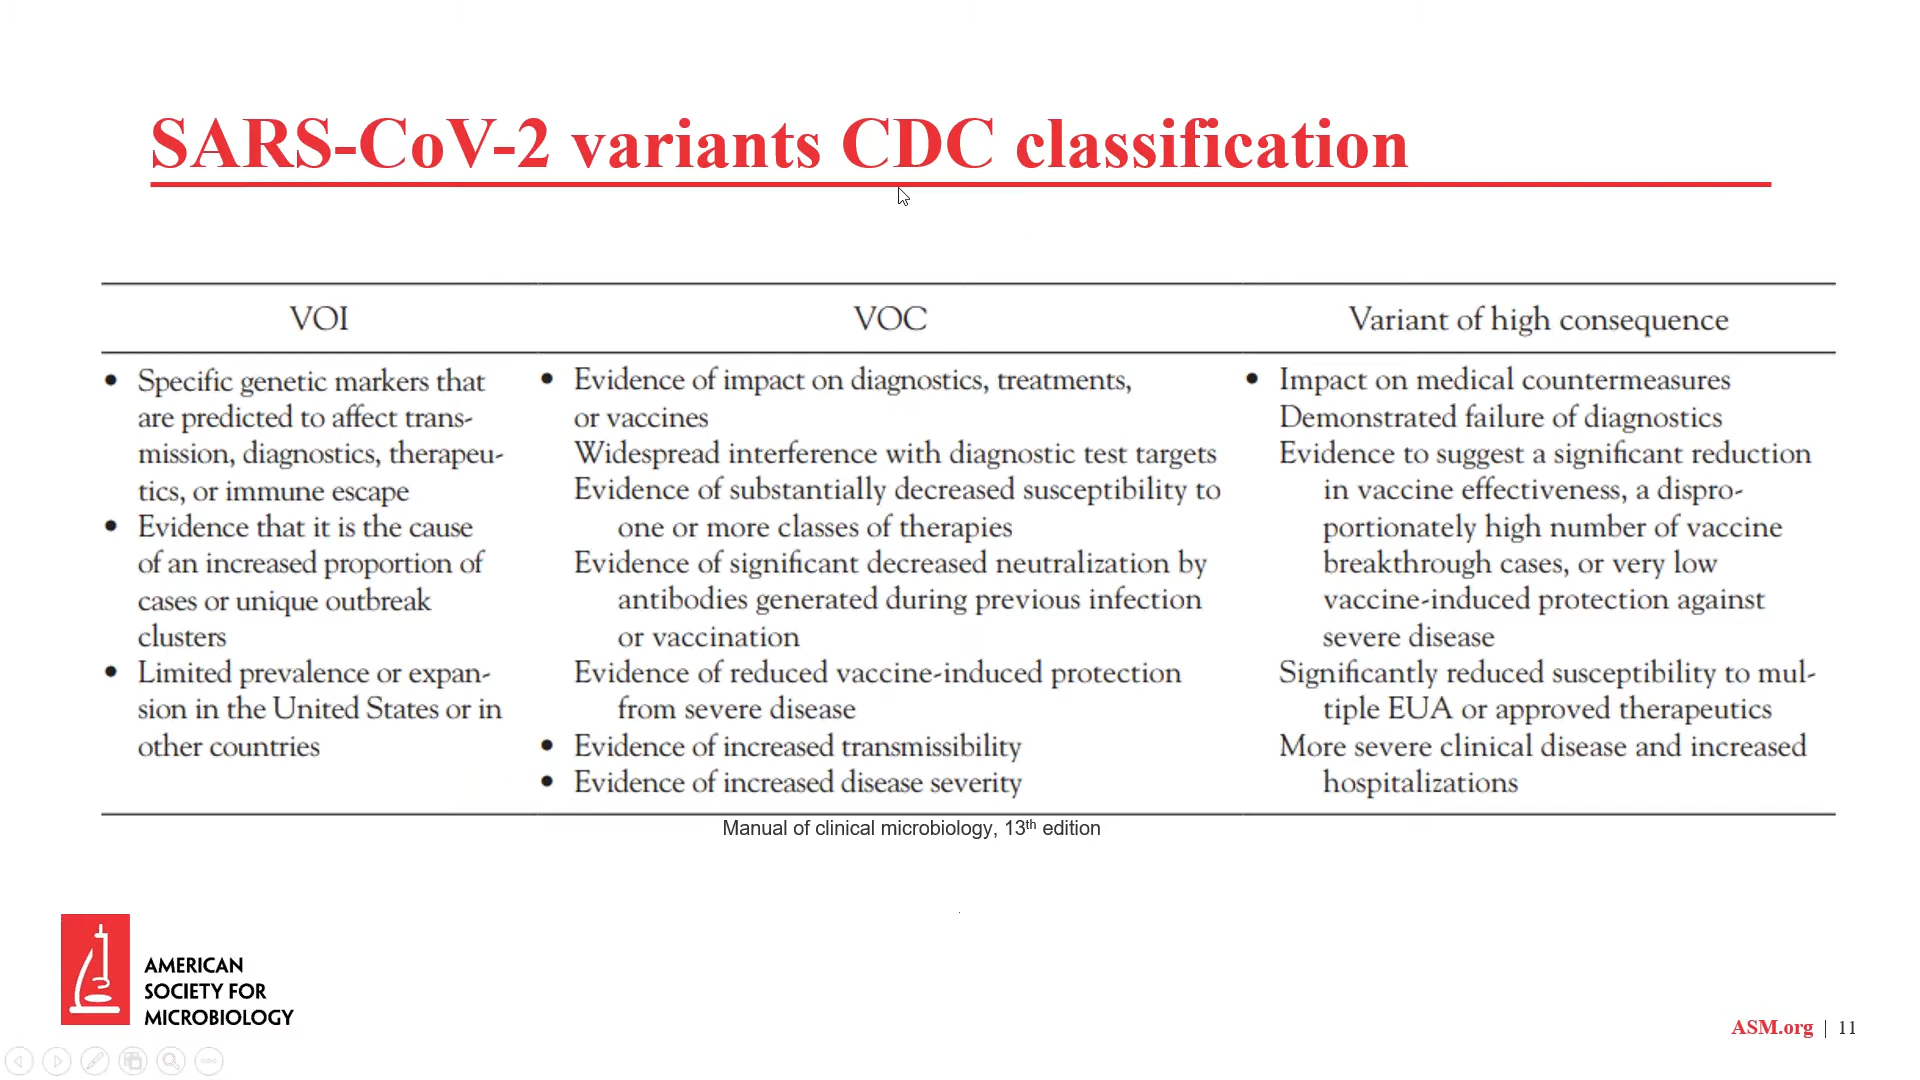 SARS-CoV-2 variants CDC classification
VOI
• Specific genetic markers that
are predicted to affect trans-
mission, diagnostics, therapeu-
tics, or immune escape
• Evidence that it is the cause
of an increased proportion of
cases or unique outbreak
clusters
• Limited prevalence or expan-
sion in the United States or in
other countries
VOC
• Evidence of impact on diagnostics, treatments,
or vaccines
Widespread interference with diagnostic test targets
Evidence of substantially decreased susceptibility to
one or more classes of therapies
Evidence of significant decreased neutralization by
antibodies generated during previous infection
or vaccination
Evidence of reduced vaccine-induced protection
from severe disease
• Evidence of increased transmissibility
• Evidence of increased disease severity
Variant of high consequence
• Impact on medical countermeasures
Demonstrated failure of diagnostics
Evidence to suggest a significant reduction
in vaccine effectiveness, a dispro-
portionately high number of vaccine
breakthrough cases, or very low
vaccine-induced protection against
severe disease
Significantly reduced susceptibility to mul-
tiple EUA or approved therapeutics
More severe clinical disease and increased
hospitalizations
Manual of clinical microbiology, 13th edition
AMERICAN
SOCIETY FOR
MICROBIOLOGY
ASM.org | 11